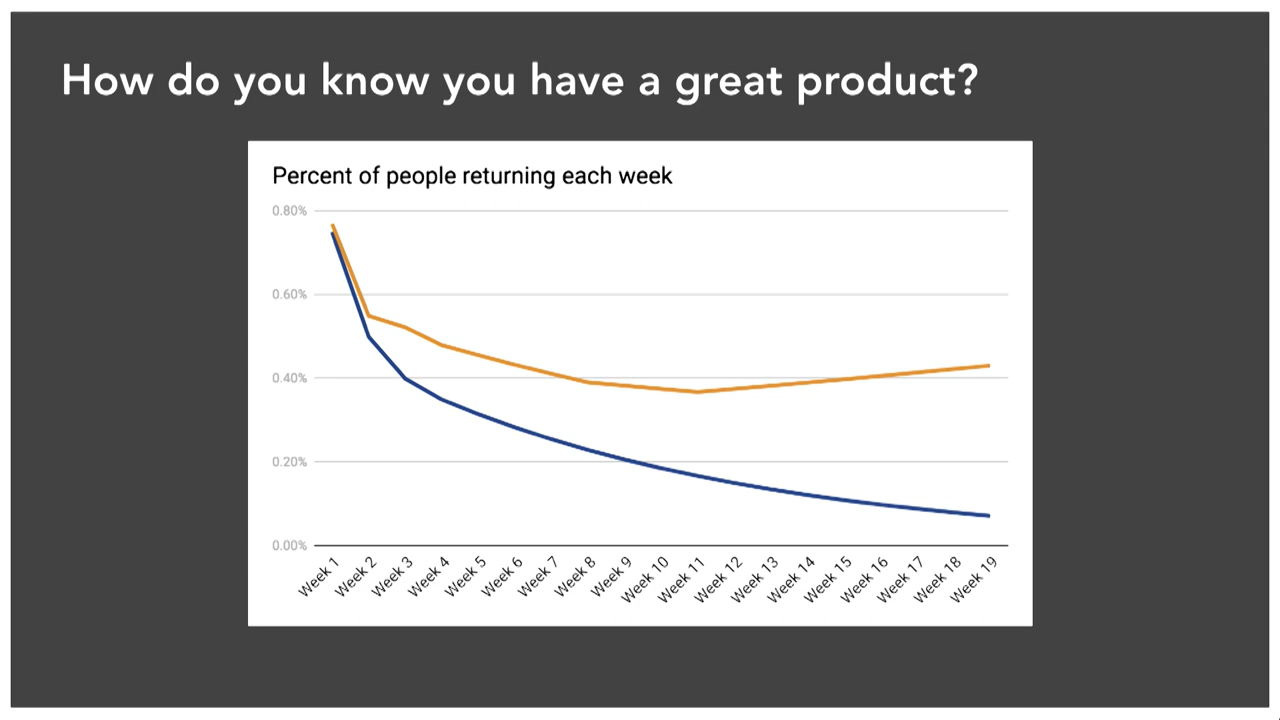 How do you know you have a great product?
Percent of people returning each week
0.80%
0.60%
0.40%
0.20%
0.00%
Week 1
Week 2
Week 3
Week 4
Week 5
Week 6
Week 7
Week 8
Week 9
Week 10
Week 11
Week 12
Week 13
Week 14
Week 15
Week 16
Week 17
Week 18
Week 19